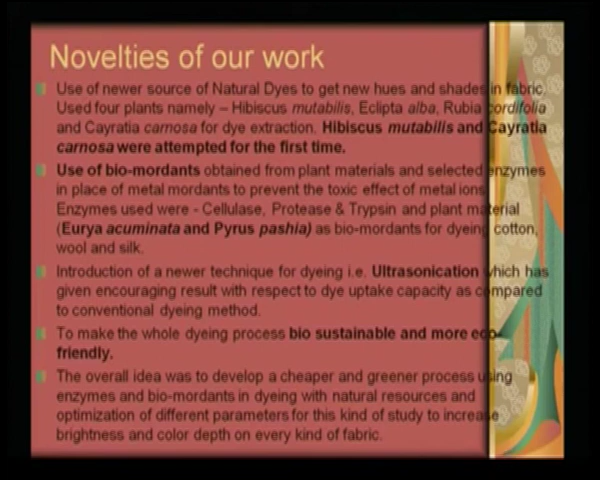 Novelties of our work
Use of newer source of Natural Dyes to get new hues and shades in fabric.
Used four plants namely – Hibiscus mutabilis, Eclipta alba, Rubia cordifolia
and Cayratia carnosa for dye extraction. Hibiscus mutabilis and Cayratia
carnosa were attempted for the first time.
Use of bio-mordants obtained from plant materials and selected enzymes
in place of metal mordants to prevent the toxic effect of metal ions
Enzymes used were - Cellulase, Protease & Trypsin and plant material
(Eurya acuminata and Pyrus pashia) as bio-mordants for dyeing cotton,
wool and silk.
Introduction of a newer technique for dyeing i.e. Ultrasonication which has
given encouraging result with respect to dye uptake capacity as compared
to conventional dyeing method.
To make the whole dyeing process bio sustainable and more eco-
friendly.
The overall idea was to develop a cheaper and greener process using
enzymes and bio-mordants in dyeing with natural resources and
optimization of different parameters for this kind of study to increase
brightness and color depth on every kind of fabric.